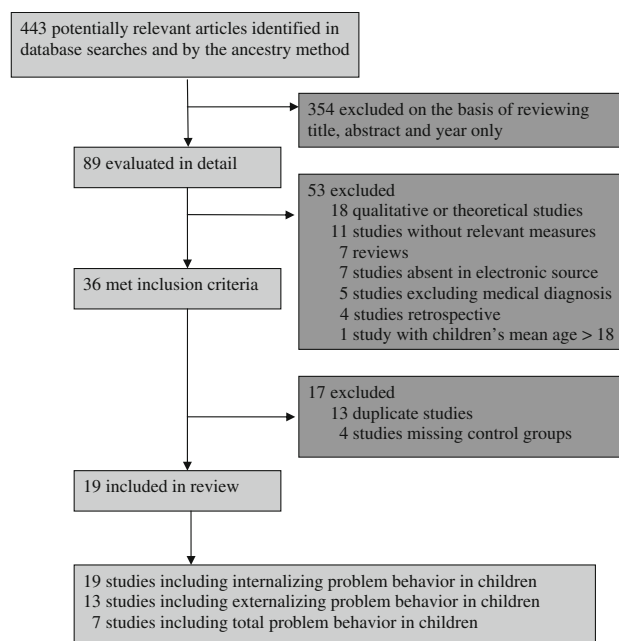 443 potentially relevant articles identified in
database searches and by the ancestry method
354 excluded on the basis of reviewing
title, abstract and year only
89 evaluated in detail
53 excluded
18 qualitative or theoretical studies
11 studies without relevant measures
7 reviews
7 studies absent in electronic source
5 studies excluding medical diagnosis
4 studies retrospective
1 study with children's mean age > 18
36 met inclusion criteria
17 excluded
13 duplicate studies
4 studies missing control groups
19 included in review
19 studies including internalizing problem behavior in children
13 studies including externalizing problem behavior in children
7 studies including total problem behavior in children